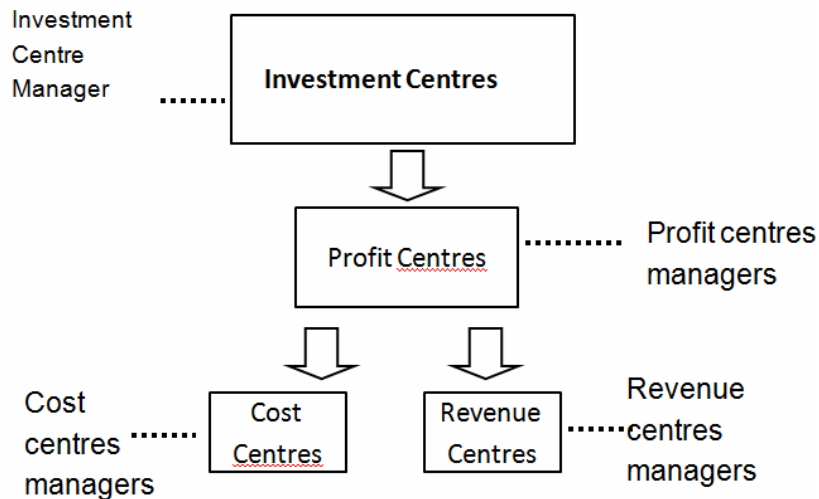 Investment
Centre
Manager
Investment Centres
Profit Centres
Profit centres
managers
Cost
centres
managers
Cost
Centres
Revenue
Centres
Revenue
centres
managers